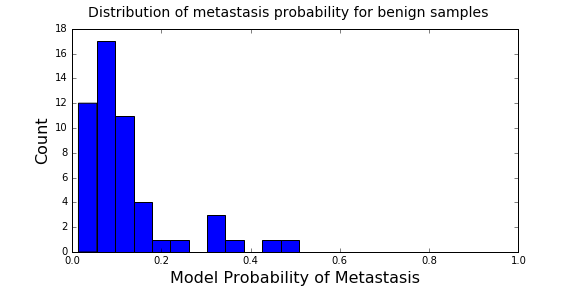 Distribution of metastasis probability for benign samples
18
16
14
12
10
8
6
4
2
0
Count
0.0 0.2 0.4 0.6 0.8 1.0
Model Probability of Metastasis